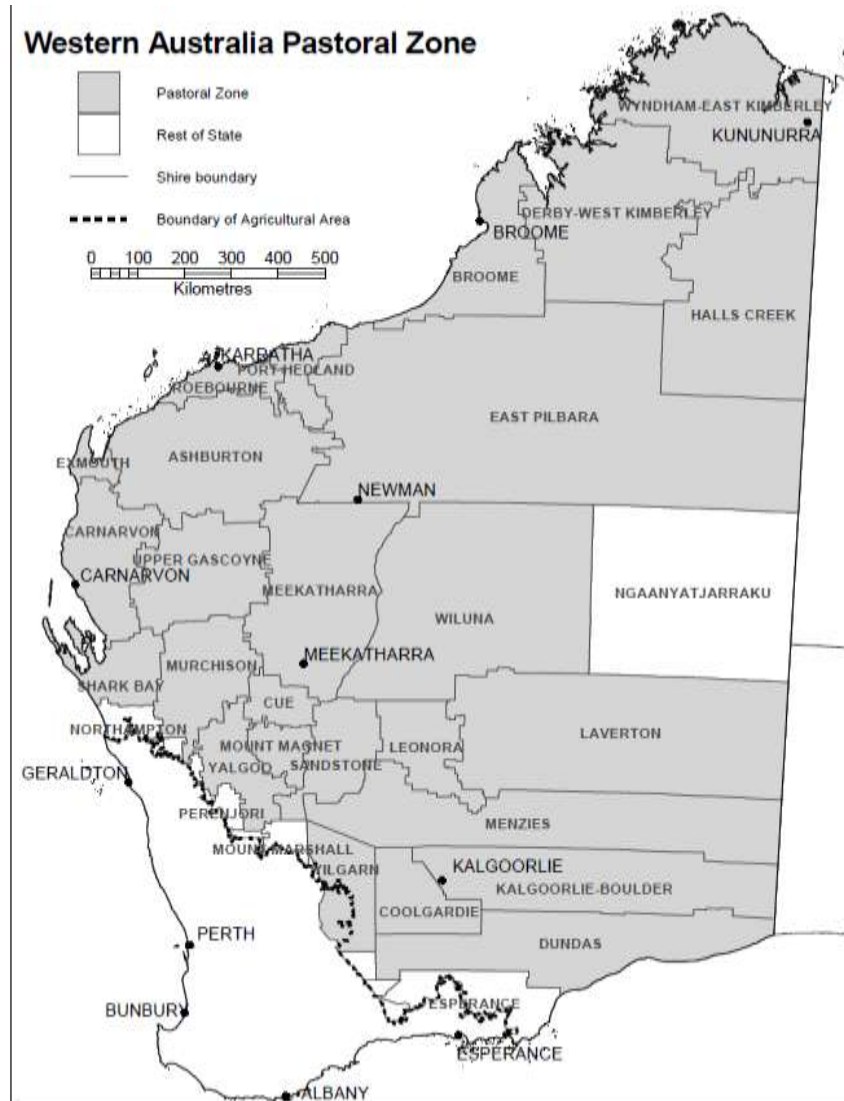 Western Australia Pastoral Zone
Pastoral Zone
Rest of State
Shire boundary
Boundary of Agricultural Area
0 100 200 300 400 500
Kilometres
WYNDHAM-EAST KIMBERLEY
KUNUNURRA
DERBY-WEST KIMBERLEY
BROOME
BROOME
HALLS CREEK
KARRATHA
PORT HEDLAND
ROEBOURNE
EAST PILBARA
EXMOUTH
ASHBURTON
NEWMAN
CARNARVON
UPPER GASCOYNE
CARNARVON
MEEKATHARRA
NGAANYATJARRAKU
WILUNA
MEEKATHARRA
MURCHISON
SHARK BAY
CUE
NORTHAMPTON
MOUNT MAGNET
LEONORA
LAVERTON
YALGOO
SANDSTONE
GERALDTON
PERENJORI
MENZIES
MOUNT MARSHALL
YILGARN
KALGOORLIE
KALGOORLIE-BOULDER
COOLGARDIE
PERTH
DUNDAS
BUNBURY
ESPERANCE
ESPERANCE
ALBANY